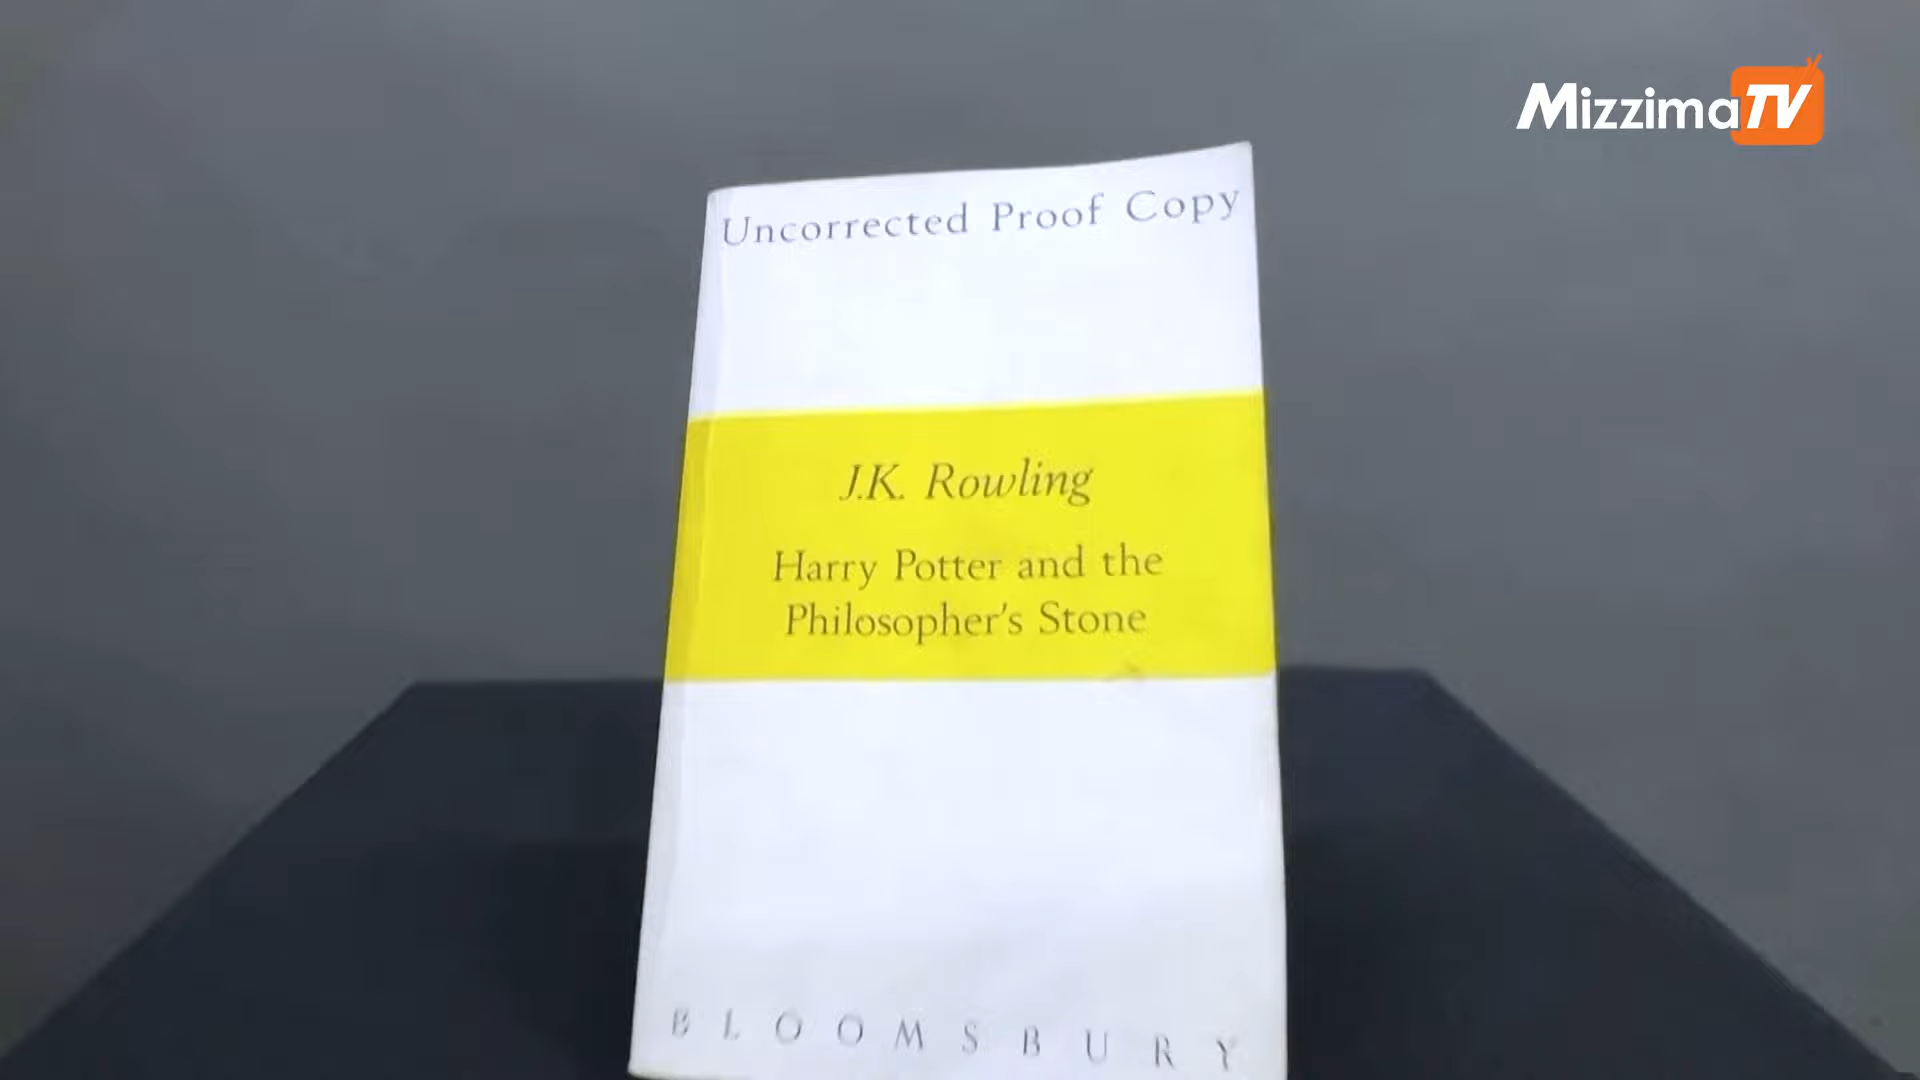 MizzimaTV
Uncorrected Proof Copy
J.K. Rowling
Harry Potter and the
Philosopher's Stone
BLOOMSBURY